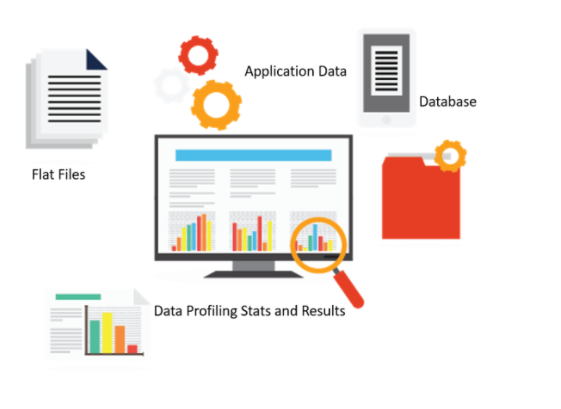 Application Data
Database
Flat Files
Data Profiling Stats and Results